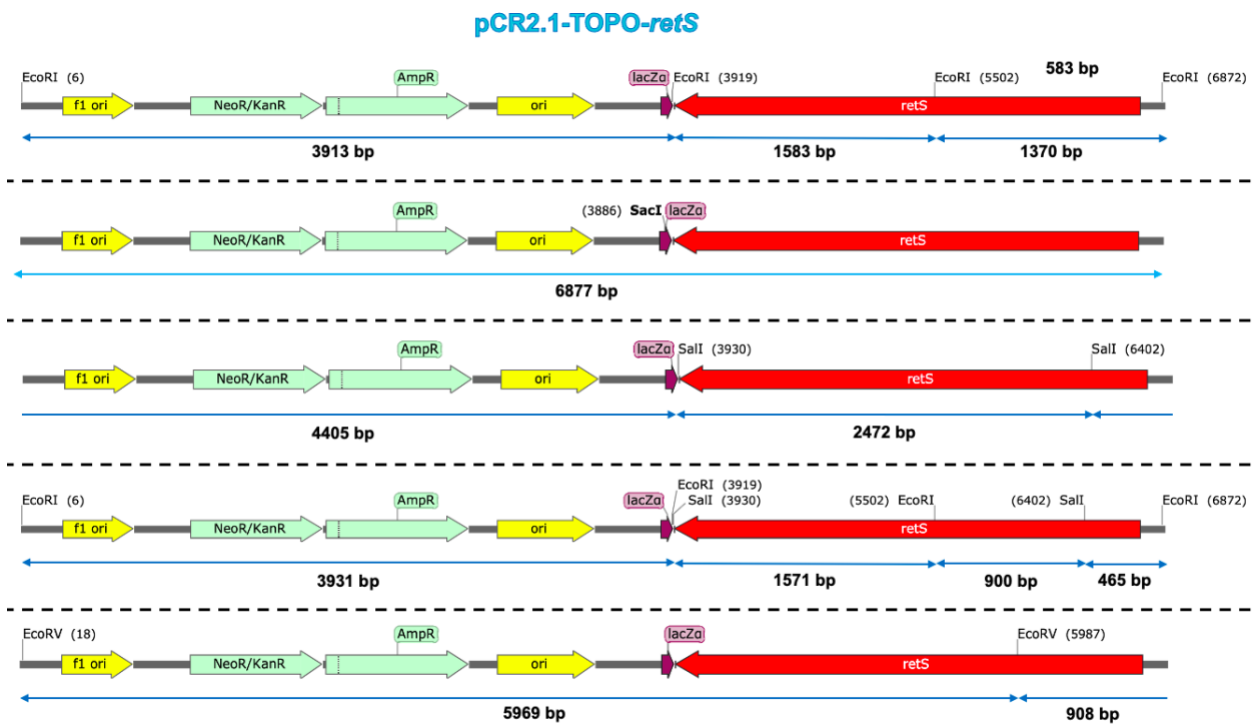 pCR2.1-TOPO-retS
EcoRI (6) AmpR lacZα EcoRI (3919) EcoRI (5502) 583 bp EcoRI (6872)
f1 ori NeoR/KanR ori retS
3913 bp 1583 bp 1370 bp
AmpR (3886) SacI lacZα
f1 ori NeoR/KanR ori retS
6877 bp
AmpR lacZα SalI (3930) SalI (6402)
f1 ori NeoR/KanR ori retS
4405 bp 2472 bp
EcoRI (3919)
EcoRI (6) AmpR lacZα SalI (3930) (5502) EcoRI (6402) SalI EcoRI (6872)
f1 ori NeoR/KanR ori retS
3931 bp 1571 bp 900 bp 465 bp
EcoRV (18) AmpR lacZα EcoRV (5987)
f1 ori NeoR/KanR ori retS
5969 bp 908 bp